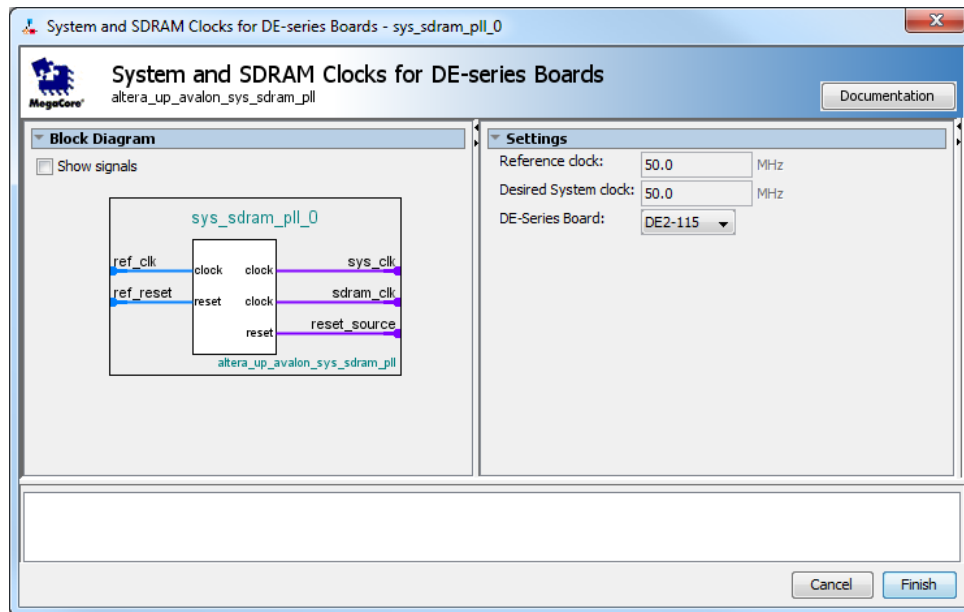 System and SDRAM Clocks for DE-series Boards - sys_sdram_pll_0
X
System and SDRAM Clocks for DE-series Boards
altera_up_avalon_sys_sdram_pll
MegaCore®
Documentation
Block Diagram
Show signals
sys_sdram_pll_0
ref_clk clock clock sys_clk
ref_reset reset clock sdram_clk
reset reset_source
altera_up_avalon_sys_sdram_pll
Settings
Reference clock: 50.0 MHz
Desired System clock: 50.0 MHz
DE-Series Board: DE2-115
Cancel Finish